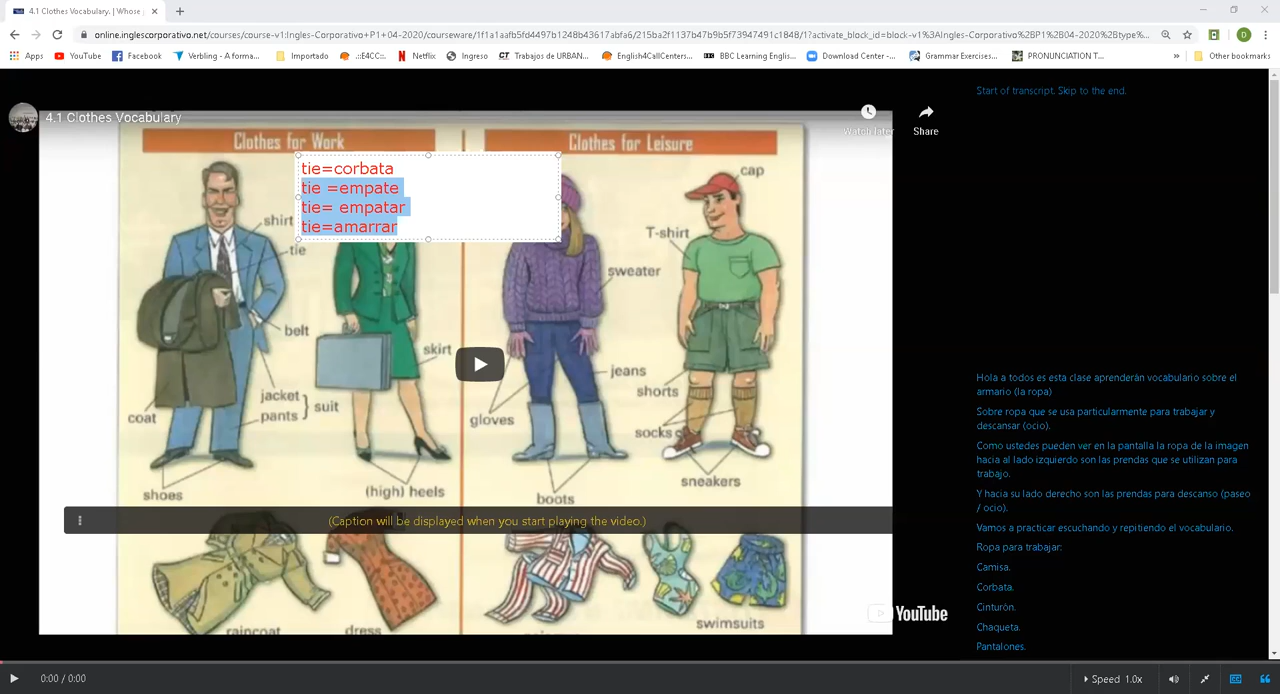 4.1 Clothes Vocabulary. | Whose
online.inglescorporativo.net/courses/course-v1:Ingles-Corporativo+P1+04-2020/courseware/1f1a1aafb5fd4497b1248b43617abfa6/215ba2f1137b47b9b5f73947491c1848/1?activate_block_id=block-v1%3AIngles-Corporativo%2BP1%2B04-2020%2Btype%...
Apps YouTube Facebook Verbling - A forma... Importado .::E4CC::. Netflix Ingreso Trabajos de URBAN... English4CallCenters... BBC Learning Englis... Download Center -... Grammar Exercises... PRONUNCIATION T... » Other bookmarks
4.1 Clothes Vocabulary
Watch later
Share
Clothes for Work
Clothes for Leisure
tie=corbata
tie =empate
tie= empatar
tie=amarrar
shirt
tie
belt
skirt
jacket
pants
suit
coat
shoes
(high) heels
cap
T-shirt
sweater
jeans
shorts
gloves
socks
sneakers
boots
(Caption will be displayed when you start playing the video.)
raincoat
dress
swimsuits
YouTube
Start of transcript. Skip to the end.
Hola a todos es esta clase aprenderán vocabulario sobre el
armario (la ropa)
Sobre ropa que se usa particularmente para trabajar y
descansar (ocio).
Como ustedes pueden ver en la pantalla la ropa de la imagen
hacia al lado izquierdo son las prendas que se utilizan para
trabajo.
Y hacia su lado derecho son las prendas para descanso (paseo
/ ocio).
Vamos a practicar escuchando y repitiendo el vocabulario.
Ropa para trabajar:
Camisa.
Corbata.
Cinturón.
Chaqueta.
Pantalones.
0:00 / 0:00
Speed 1.0x
CC